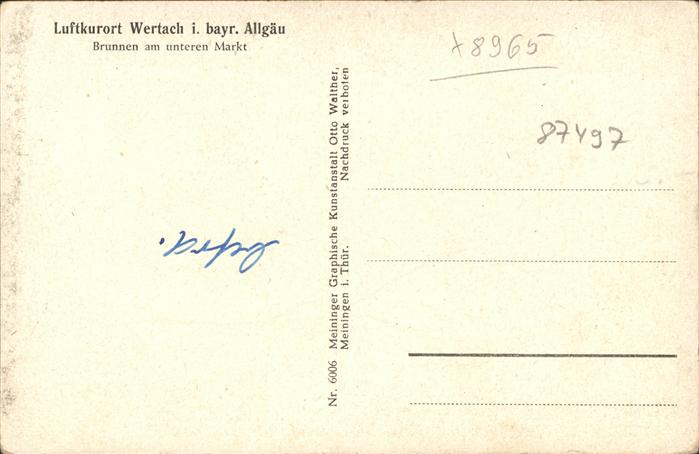 Luftkurort Wertach i. bayr. Allgäu
Brunnen am unteren Markt
Nr. 6006 Meininger Graphische Kunstanstalt Otto Walther,
Meiningen i. Thür. Nachdruck verboten
8965
87497